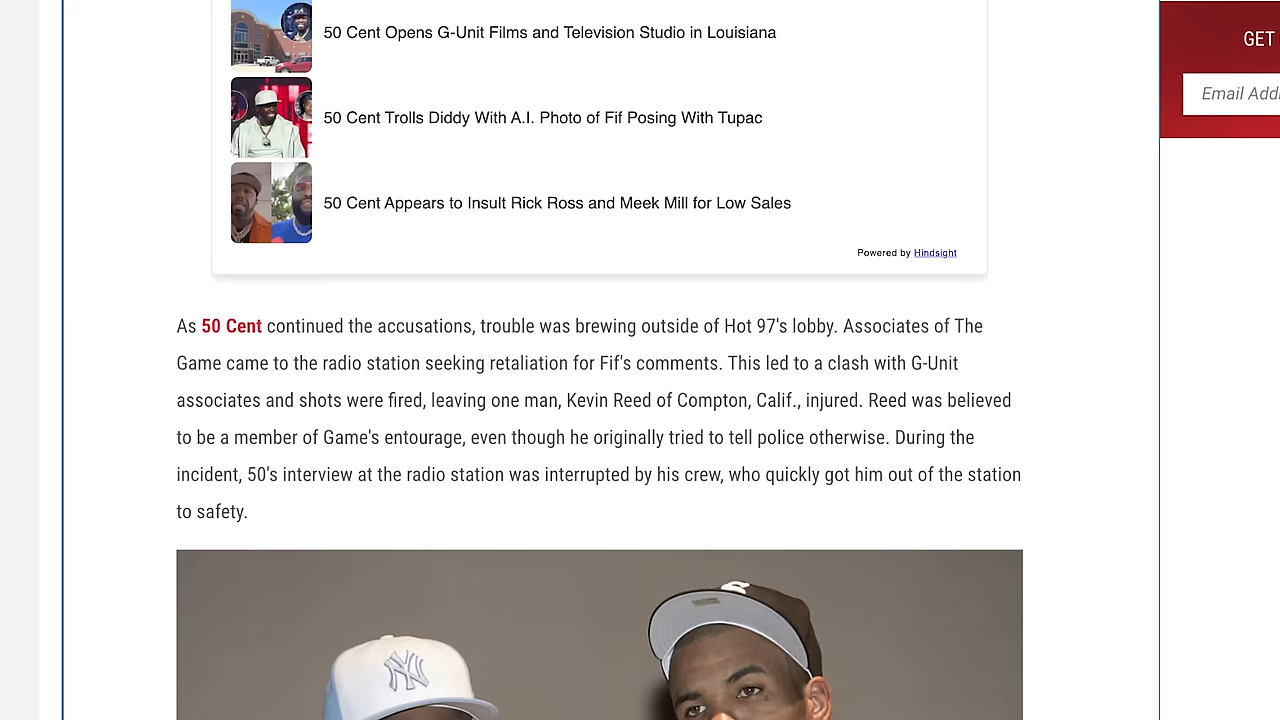 50 Cent Opens G-Unit Films and Television Studio in Louisiana
GET
Email Addr
50 Cent Trolls Diddy With A.I. Photo of Fif Posing With Tupac
50 Cent Appears to Insult Rick Ross and Meek Mill for Low Sales
Powered by Hindsight
As 50 Cent continued the accusations, trouble was brewing outside of Hot 97's lobby. Associates of The
Game came to the radio station seeking retaliation for Fif's comments. This led to a clash with G-Unit
associates and shots were fired, leaving one man, Kevin Reed of Compton, Calif., injured. Reed was believed
to be a member of Game's entourage, even though he originally tried to tell police otherwise. During the
incident, 50's interview at the radio station was interrupted by his crew, who quickly got him out of the station
to safety.
NY